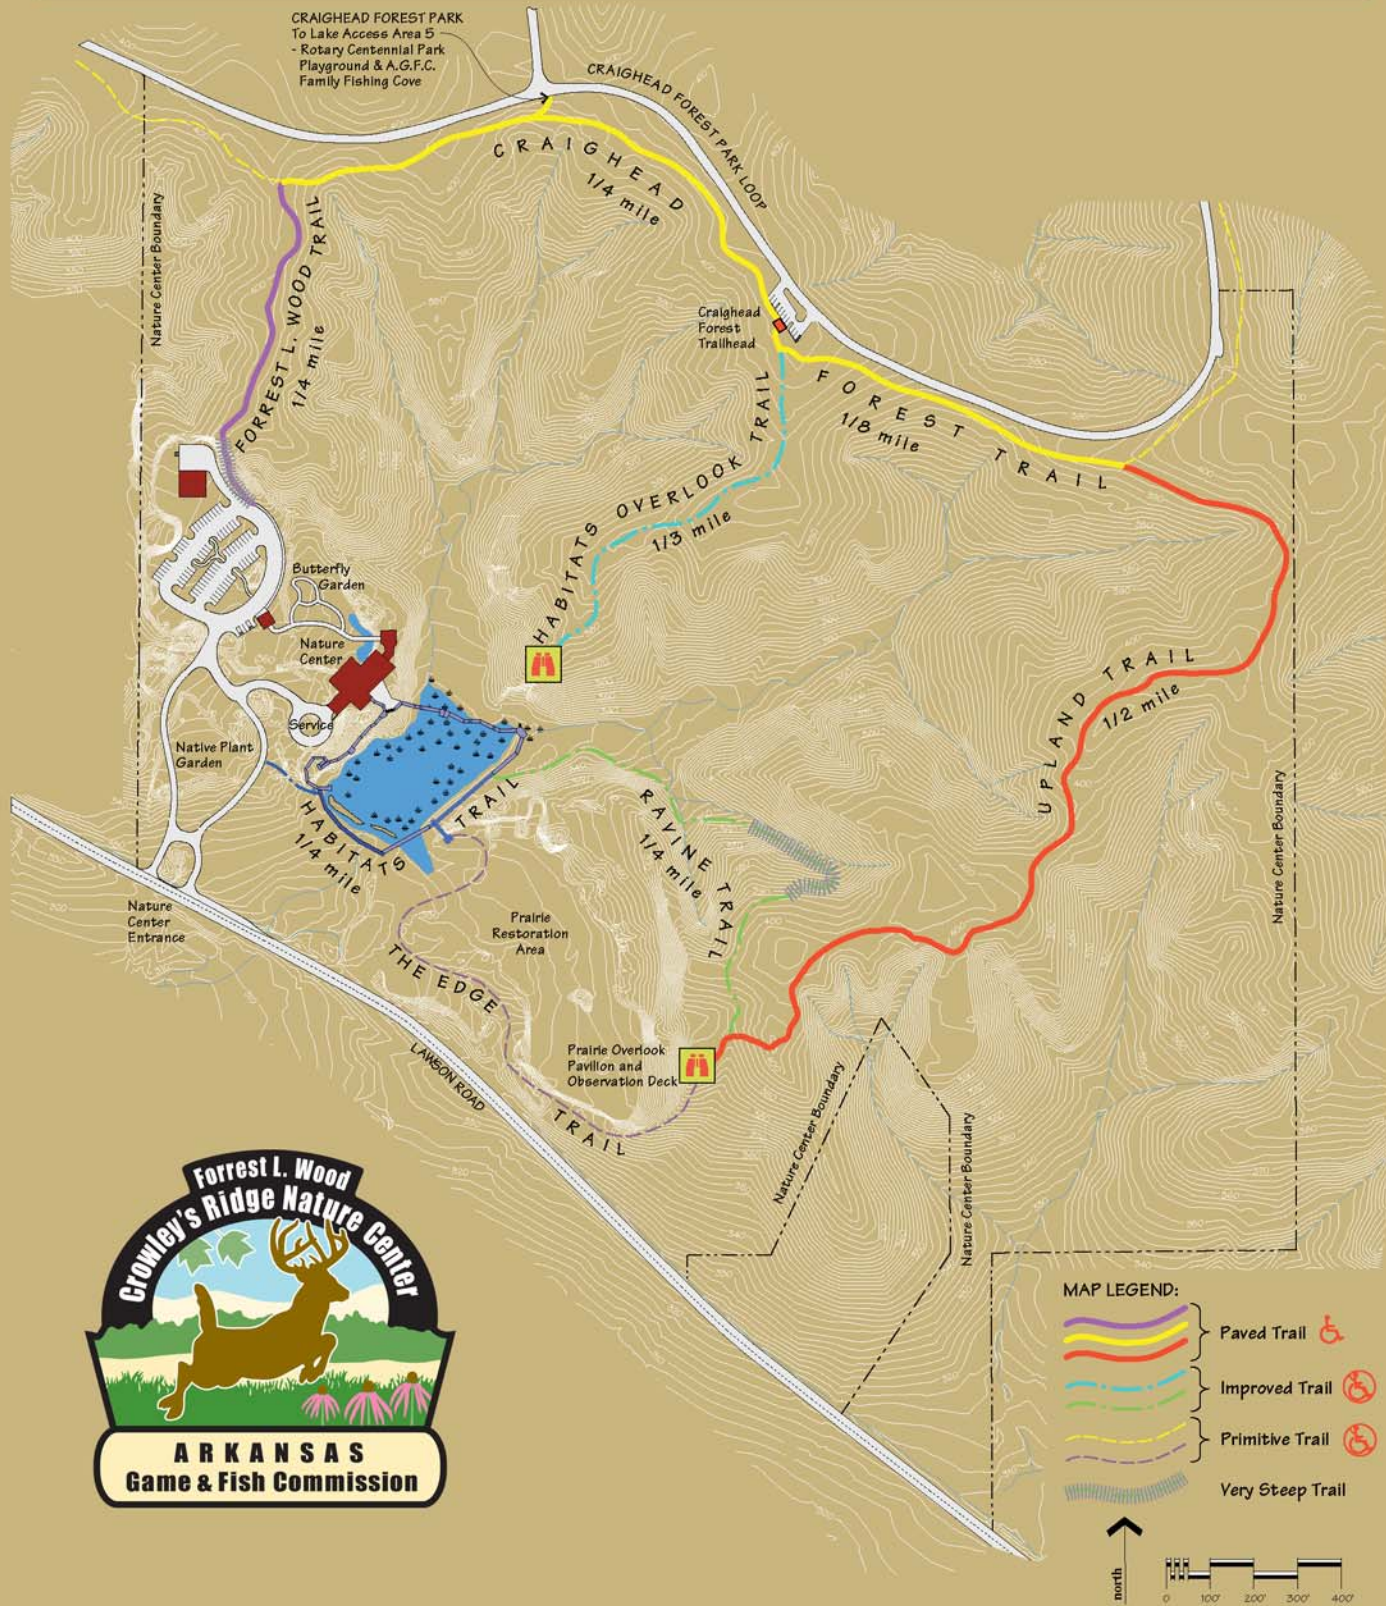 CRAIGHEAD FOREST PARK
To Lake Access Area 5
- Rotary Centennial Park
Playground & A.G.F.C.
Family Fishing Cove
CRAIGHEAD FOREST PARK LOOP
CRAIGHEAD
1/4 mile
Nature Center Boundary
FORREST L. WOOD TRAIL
1/4 mile
Craighead
Forest
Trailhead
FOREST TRAIL
1/8 mile
HABITATS OVERLOOK TRAIL
1/3 mile
Butterfly
Garden
Nature
Center
Service
Native Plant
Garden
UPLAND TRAIL
1/2 mile
HABITATS TRAIL
1/4 mile
RAVINE TRAIL
1/4 mile
Nature Center Boundary
Nature
Center
Entrance
Prairie
Restoration
Area
THE EDGE
TRAIL
LAWSON ROAD
Prairie Overlook
Pavilion and
Observation Deck
Nature Center Boundary
Nature Center Boundary
Forrest L. Wood
Crowley's Ridge Nature Center
ARKANSAS
Game & Fish Commission
MAP LEGEND:
Paved Trail
Improved Trail
Primitive Trail
Very Steep Trail
north
0 100' 200' 300' 400'